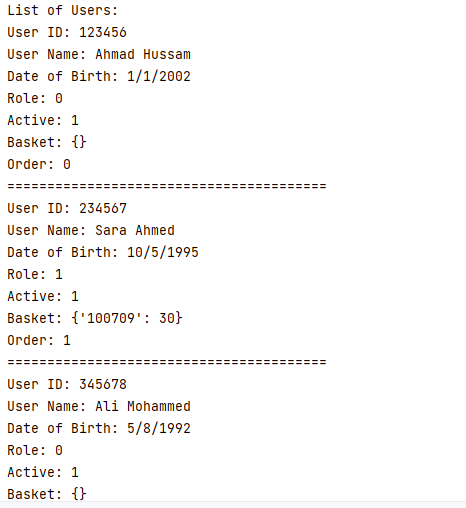 List of Users:
User ID: 123456
User Name: Ahmad Hussam
Date of Birth: 1/1/2002
Role: 0
Active: 1
Basket: {}
Order: 0
========================================
User ID: 234567
User Name: Sara Ahmed
Date of Birth: 10/5/1995
Role: 1
Active: 1
Basket: {'100709': 30}
Order: 1
========================================
User ID: 345678
User Name: Ali Mohammed
Date of Birth: 5/8/1992
Role: 0
Active: 1
Basket: {}